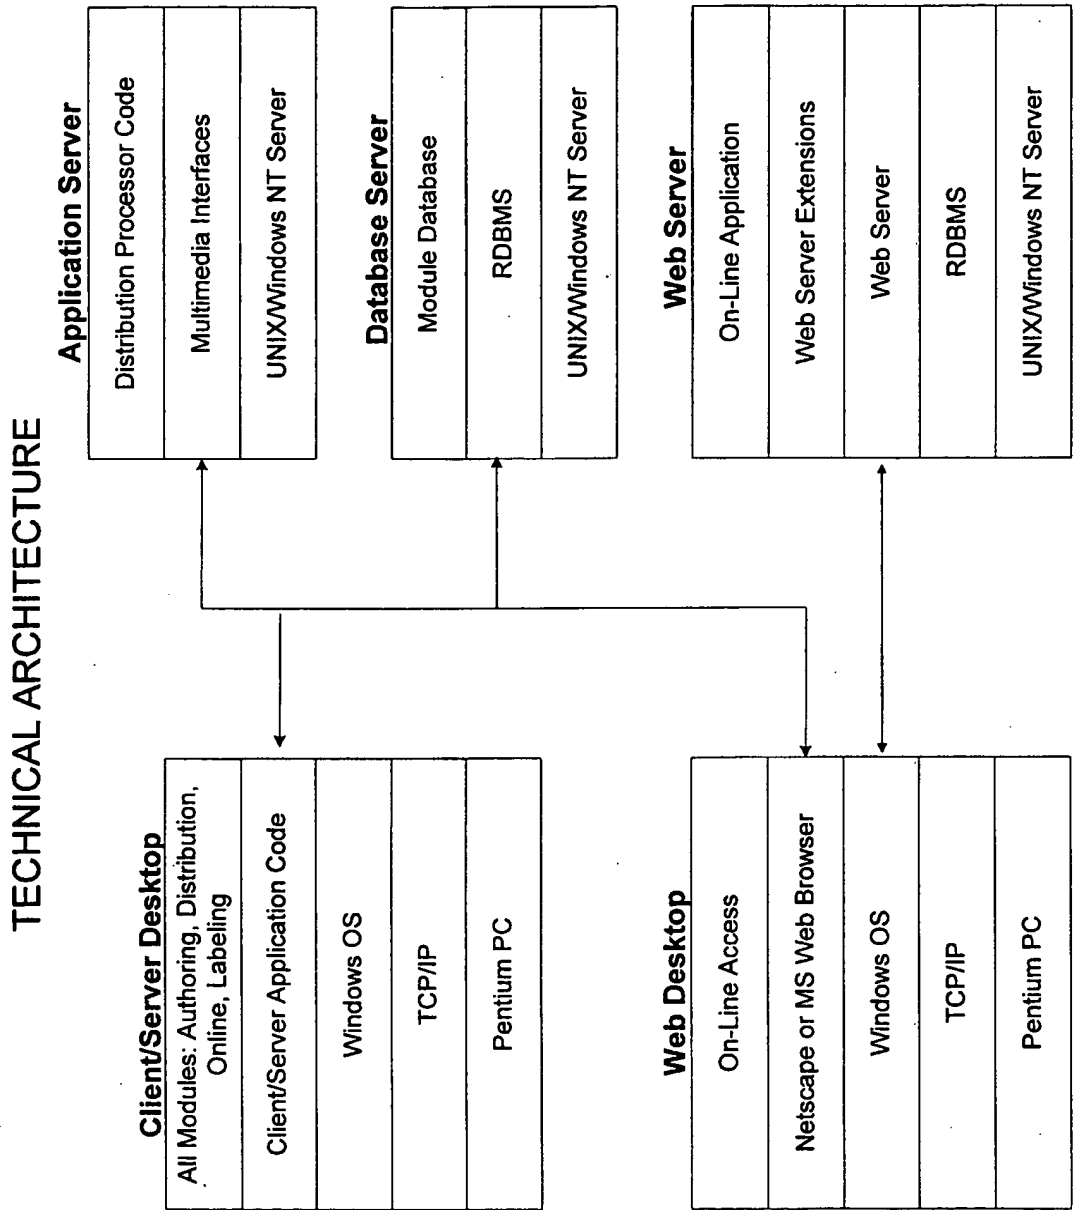 TECHNICAL ARCHITECTURE
Client/Server Desktop
All Modules: Authoring, Distribution,
Online, Labeling
Client/Server Application Code
Windows OS
TCP/IP
Pentium PC
Web Desktop
On-Line Access
Netscape or MS Web Browser
Windows OS
TCP/IP
Pentium PC
Application Server
Distribution Processor Code
Multimedia Interfaces
UNIX/Windows NT Server
Database Server
Module Database
RDBMS
UNIX/Windows NT Server
Web Server
On-Line Application
Web Server Extensions
Web Server
RDBMS
UNIX/Windows NT Server